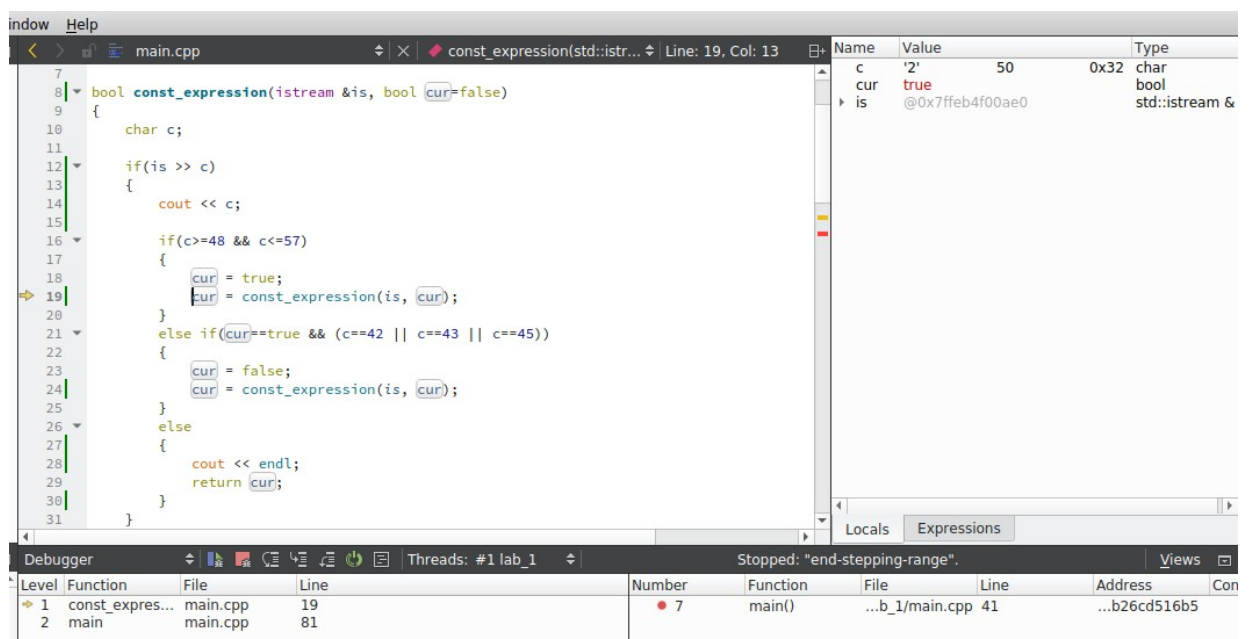 indow Help
main.cpp const_expression(std::istr... Line: 19, Col: 13
7
8 bool const_expression(istream &is, bool cur=false)
9 {
10 char c;
11
12 if(is >> c)
13 {
14 cout << c;
15
16 if(c>=48 && c<=57)
17 {
18 cur = true;
19 cur = const_expression(is, cur);
20 }
21 else if(cur==true && (c==42 || c==43 || c==45))
22 {
23 cur = false;
24 cur = const_expression(is, cur);
25 }
26 else
27 {
28 cout << endl;
29 return cur;
30 }
31 }
Name Value Type
c '2' 50 0x32 char
cur true bool
is @0x7ffeb4f00ae0 std::istream &
Locals Expressions
Debugger Threads: #1 lab_1 Stopped: "end-stepping-range". Views
Level Function File Line
1 const_expres... main.cpp 19
2 main main.cpp 81
Number Function File Line Address Con
7 main() ...b_1/main.cpp 41 ...b26cd516b5